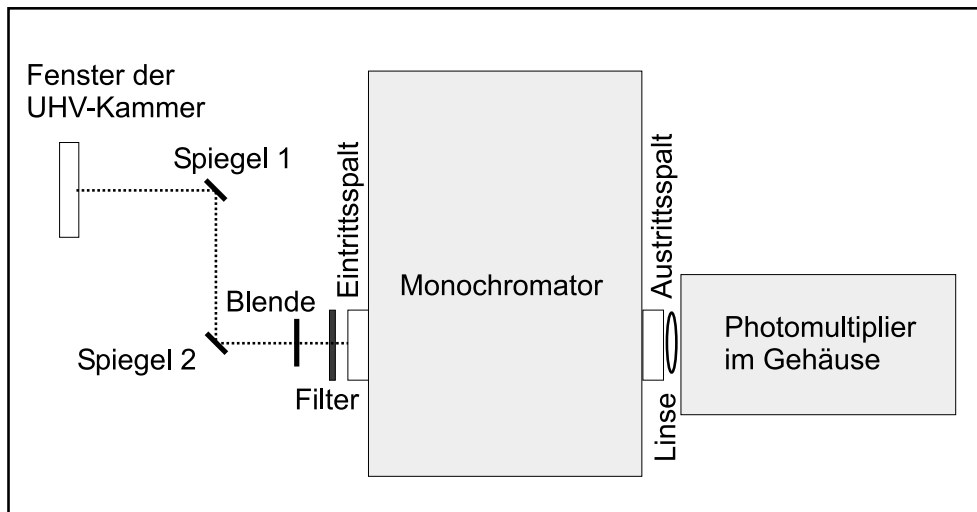 Fenster der
UHV-Kammer
Spiegel 1
Spiegel 2
Blende
Filter
Eintrittsspalt
Monochromator
Austrittsspalt
Linse
Photomultiplier
im Gehäuse